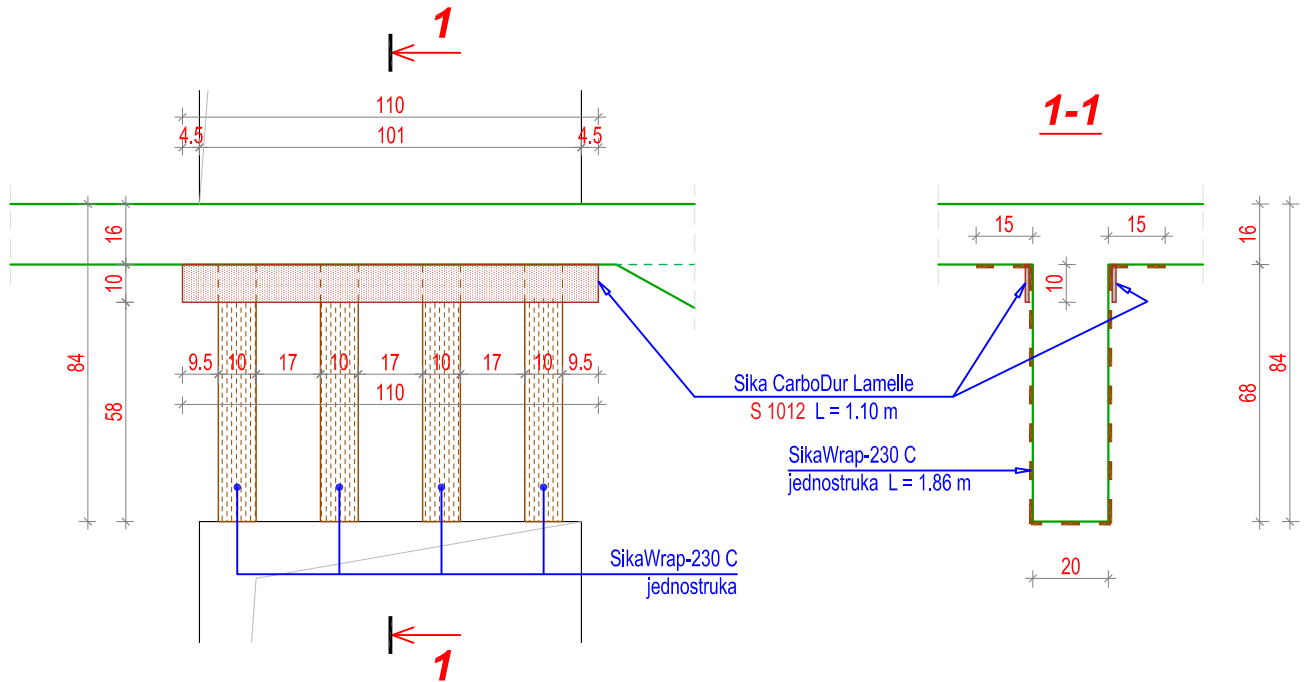 1
110
4.5 101 4.5
1-1
16
10
84
58
15 15
10
16
68
84
9.5 10 17 10 17 10 17 10 9.5
110
Sika CarboDur Lamelle
S 1012 L = 1.10 m
SikaWrap-230 C
jednostruka L = 1.86 m
SikaWrap-230 C
jednostruka
20
1